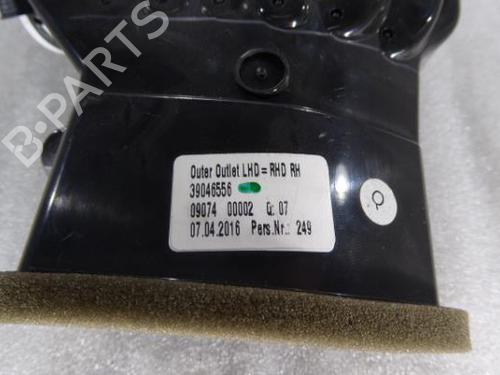 B-PARTS
Outer Outlet LHD = RHD RH
39046556
09074 00002 Q: 07
07.04.2016 Pers.Nr.: 249
Q